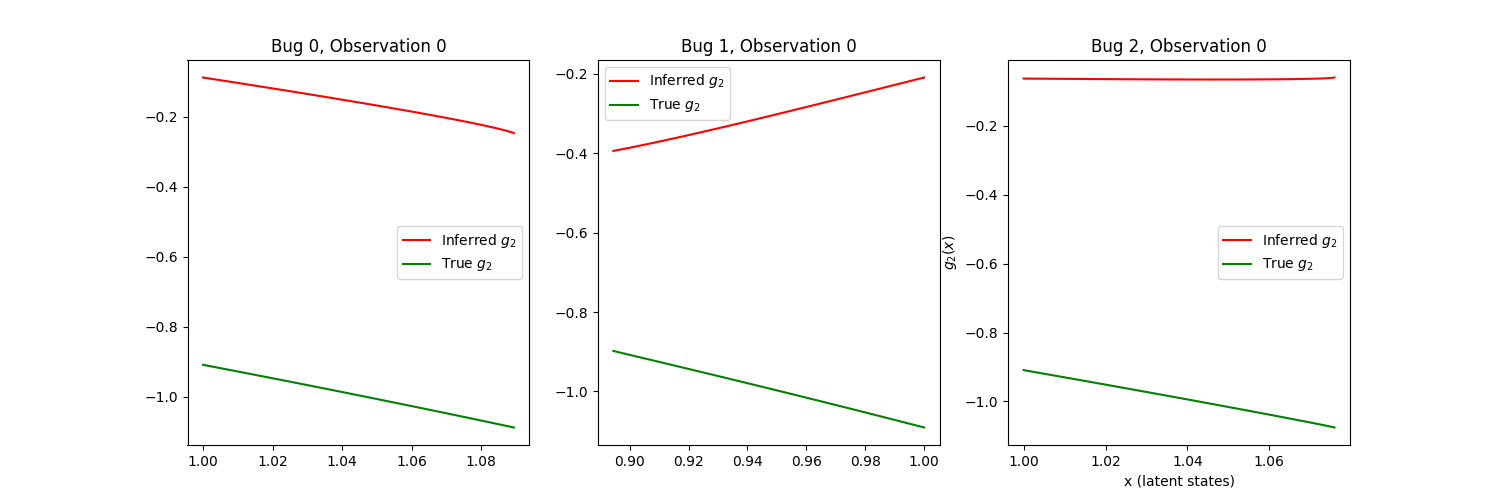 Bug 0, Observation 0
−0.2
−0.4
−0.6
−0.8
−1.0
Inferred g₂
True g₂
1.00 1.02 1.04 1.06 1.08
Bug 1, Observation 0
−0.2
−0.4
−0.6
−0.8
−1.0
Inferred g₂
True g₂
0.90 0.92 0.94 0.96 0.98 1.00
Bug 2, Observation 0
g₂(x)
−0.2
−0.4
−0.6
−0.8
−1.0
Inferred g₂
True g₂
1.00 1.02 1.04 1.06
x (latent states)